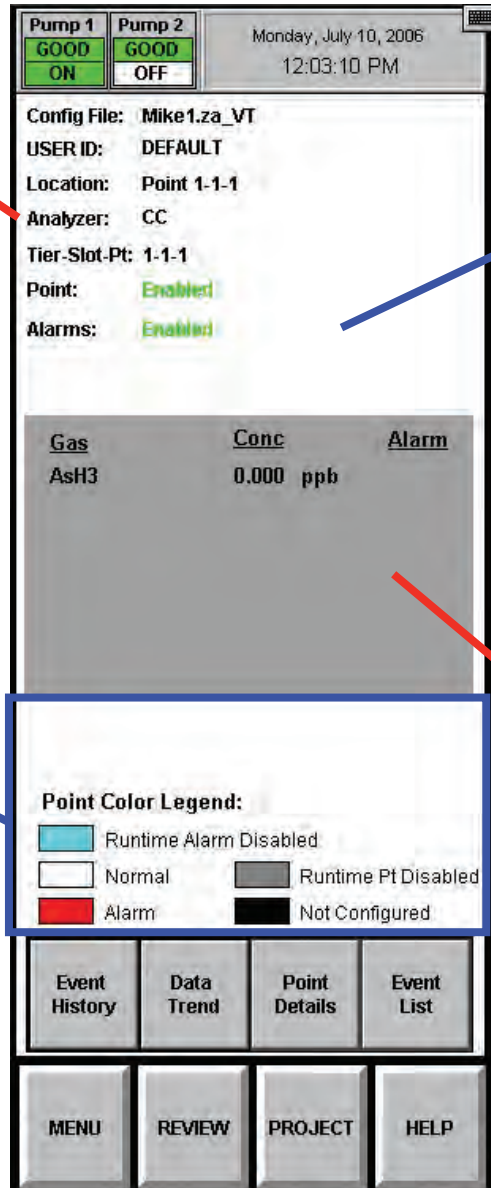 Pump 1 Pump 2
GOOD GOOD
ON OFF
Monday, July 10, 2006
12:03:10 PM
Config File: Mike1.za_VT
USER ID: DEFAULT
Location: Point 1-1-1
Analyzer: CC
Tier-Slot-Pt: 1-1-1
Point: Enabled
Alarms: Enabled
Gas Conc Alarm
AsH3 0.000 ppb
Point Color Legend:
Runtime Alarm Disabled
Normal Runtime Pt Disabled
Alarm Not Configured
Event History
Data Trend
Point Details
Event List
MENU REVIEW PROJECT HELP